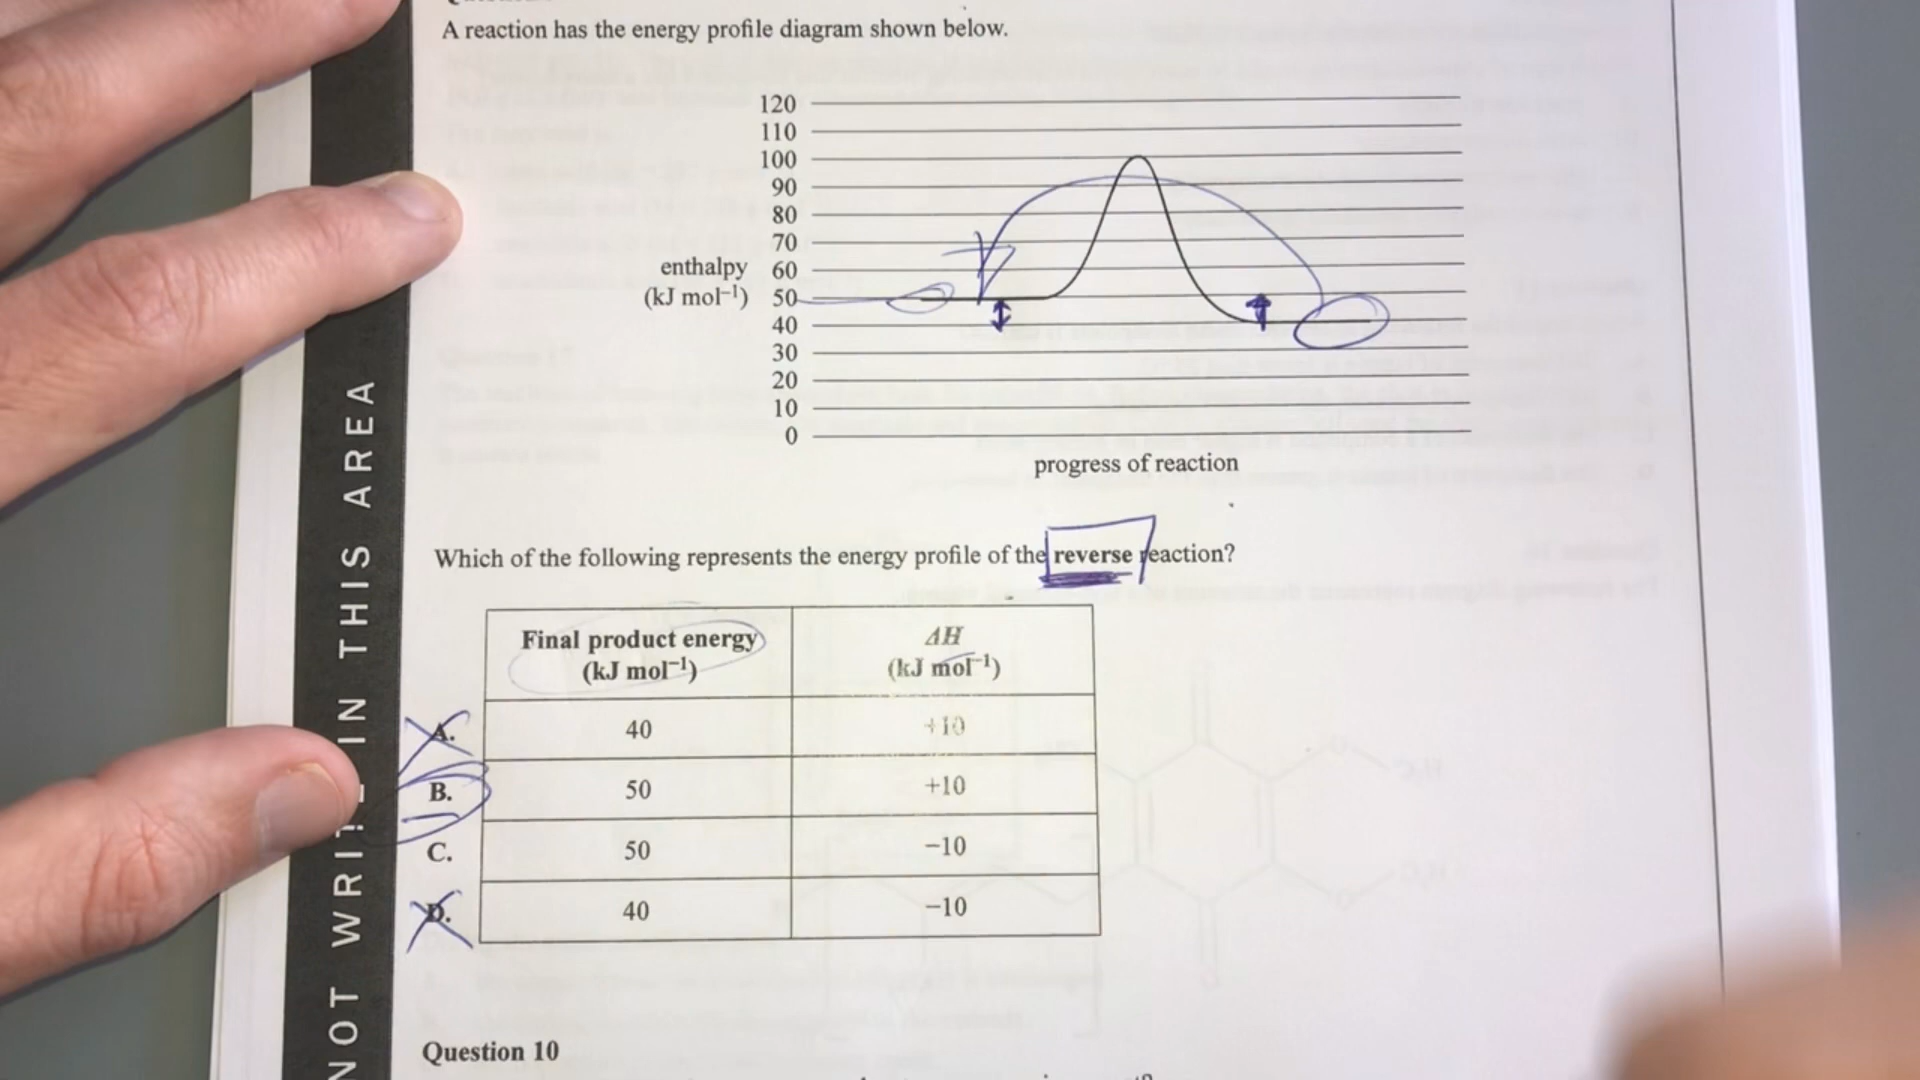 A reaction has the energy profile diagram shown below.
120
110
100
90
80
70
enthalpy 60
(kJ mol⁻¹) 50
40
30
20
10
0
progress of reaction
Which of the following represents the energy profile of the reverse reaction?
Final product energy (kJ mol⁻¹) ΔH (kJ mol⁻¹)
A. 40 +10
B. 50 +10
C. 50 −10
D. 40 −10
Question 10
NOT WRITE IN THIS AREA